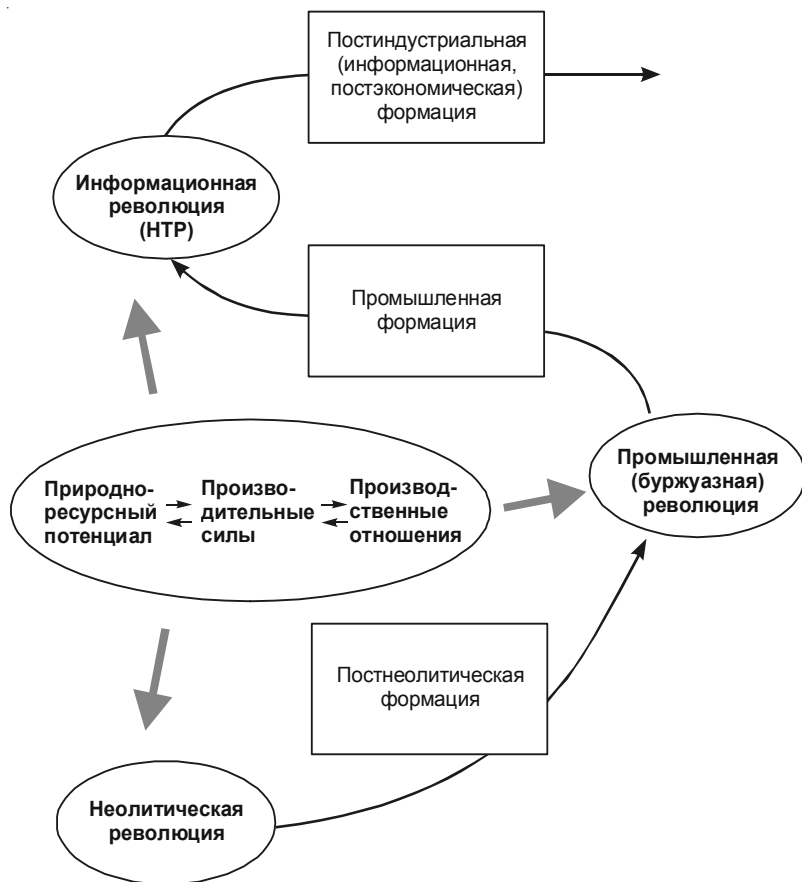 Постиндустриальная
(информационная,
постэкономическая)
формация
Информационная
революция
(НТР)
Промышленная
формация
Промышленная
(буржуазная)
революция
Природно-
ресурсный
потенциал
Произво-
дительные
силы
Производ-
ственные
отношения
Постнеолитическая
формация
Неолитическая
революция